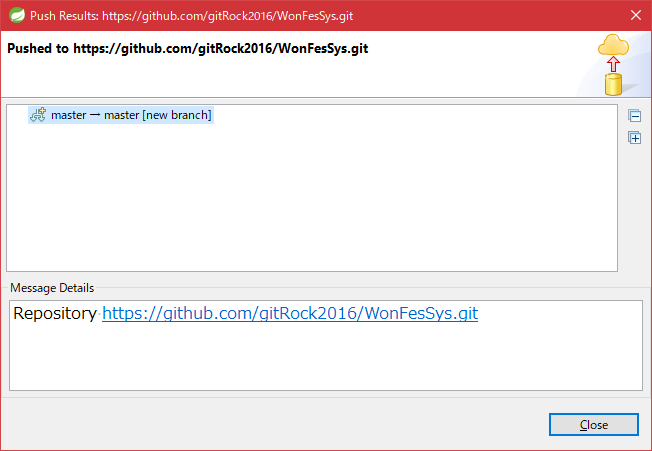 Push Results: https://github.com/gitRock2016/WonFesSys.git
Pushed to https://github.com/gitRock2016/WonFesSys.git
master → master [new branch]
Message Details
Repository https://github.com/gitRock2016/WonFesSys.git
Close